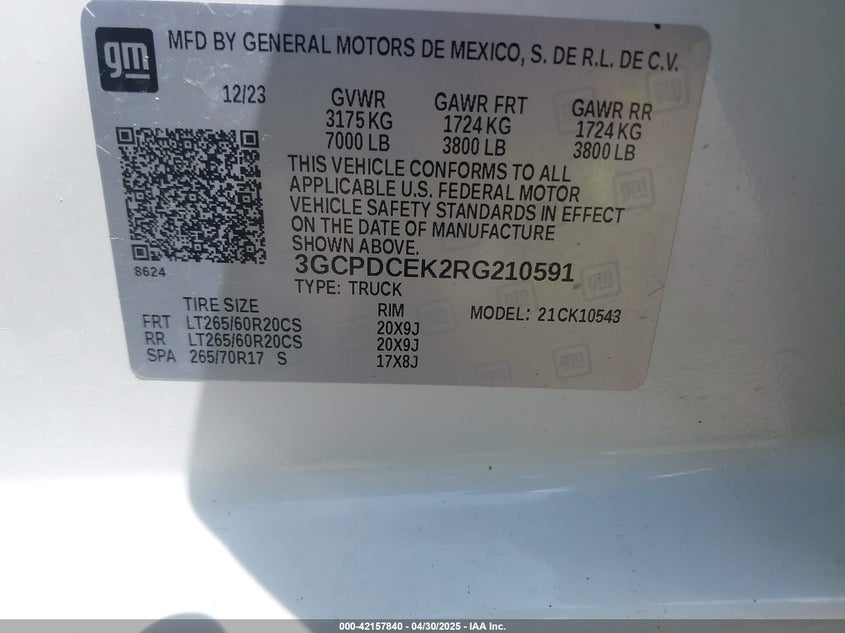 gm
MFD BY GENERAL MOTORS DE MEXICO, S. DE R.L. DE C.V.
12/23 GVWR GAWR FRT GAWR RR
3175 KG 1724 KG 1724 KG
7000 LB 3800 LB 3800 LB
THIS VEHICLE CONFORMS TO ALL
APPLICABLE U.S. FEDERAL MOTOR
VEHICLE SAFETY STANDARDS IN EFFECT
ON THE DATE OF MANUFACTURE
SHOWN ABOVE.
8624
3GCPDCEK2RG210591
TYPE: TRUCK
TIRE SIZE RIM MODEL: 21CK10543
FRT LT265/60R20CS 20X9J
RR LT265/60R20CS 20X9J
SPA 265/70R17 S 17X8J
000-42157840 - 04/30/2025 - IAA Inc.